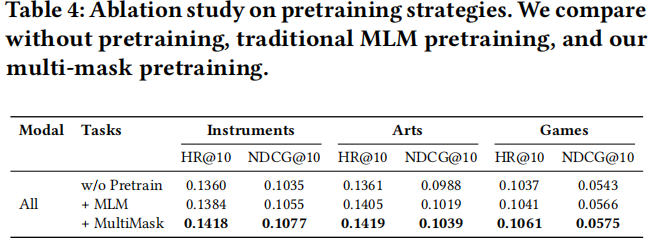 Table 4: Ablation study on pretraining strategies. We compare
without pretraining, traditional MLM pretraining, and our
multi-mask pretraining.
Modal Tasks Instruments Arts Games
HR@10 NDCG@10 HR@10 NDCG@10 HR@10 NDCG@10
w/o Pretrain 0.1360 0.1035 0.1361 0.0988 0.1037 0.0543
All + MLM 0.1384 0.1055 0.1405 0.1019 0.1041 0.0566
+ MultiMask 0.1418 0.1077 0.1419 0.1039 0.1061 0.0575